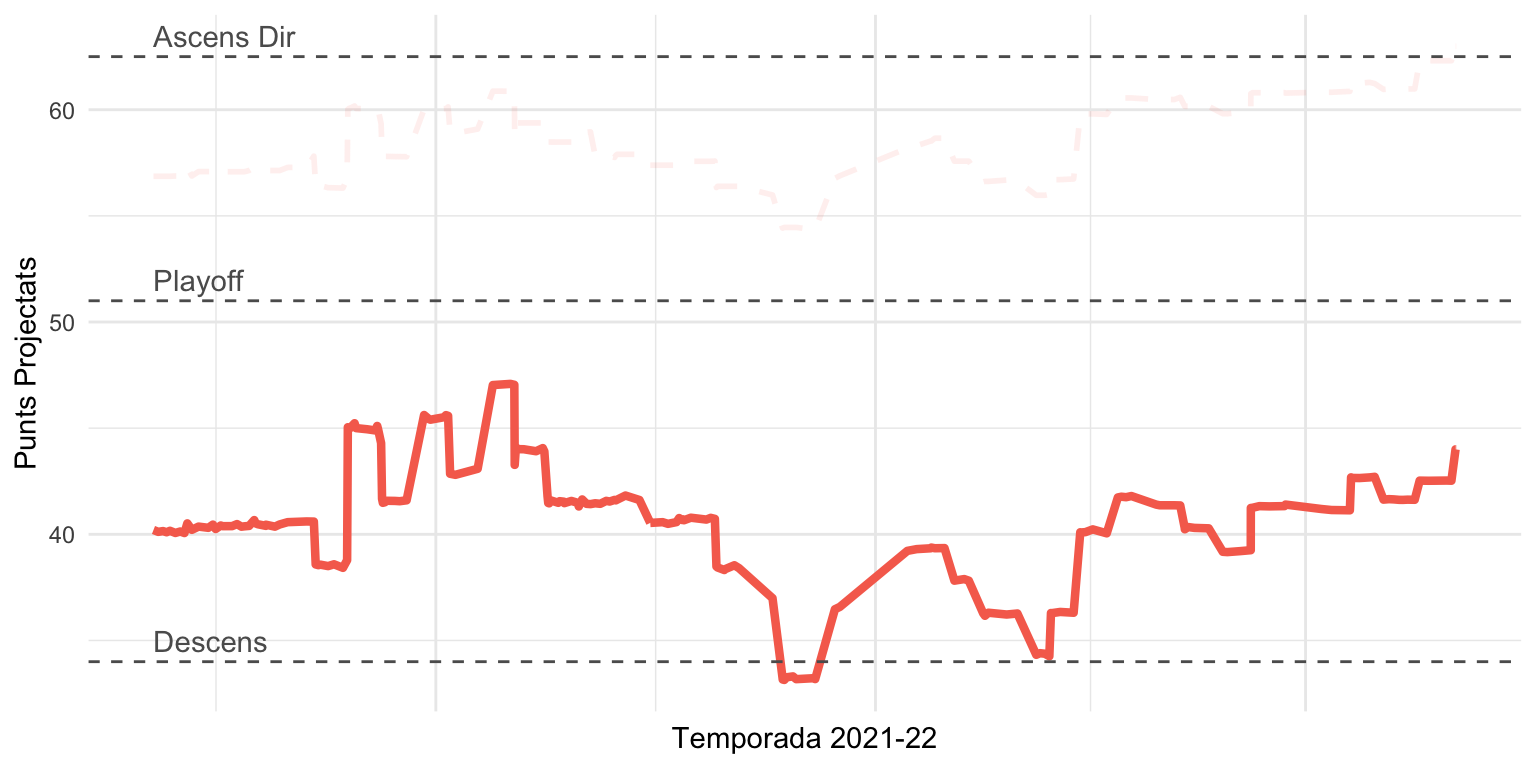 Ascens Dir
60
Playoff
50
Punts Projectats
40
Descens
Temporada 2021-22